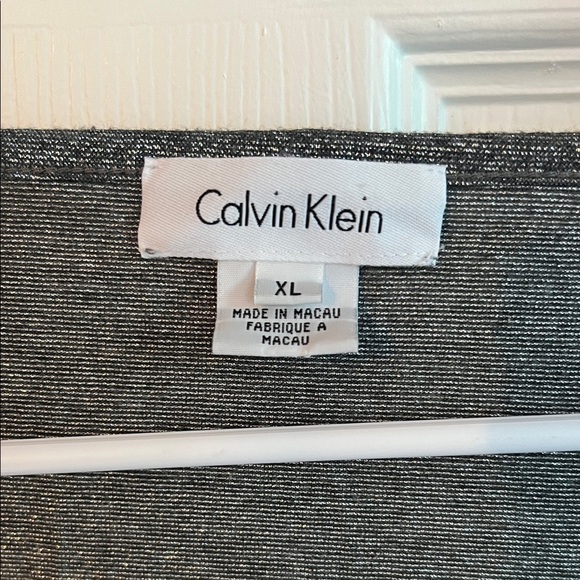 Calvin Klein
XL
MADE IN MACAU
FABRIQUE A
MACAU